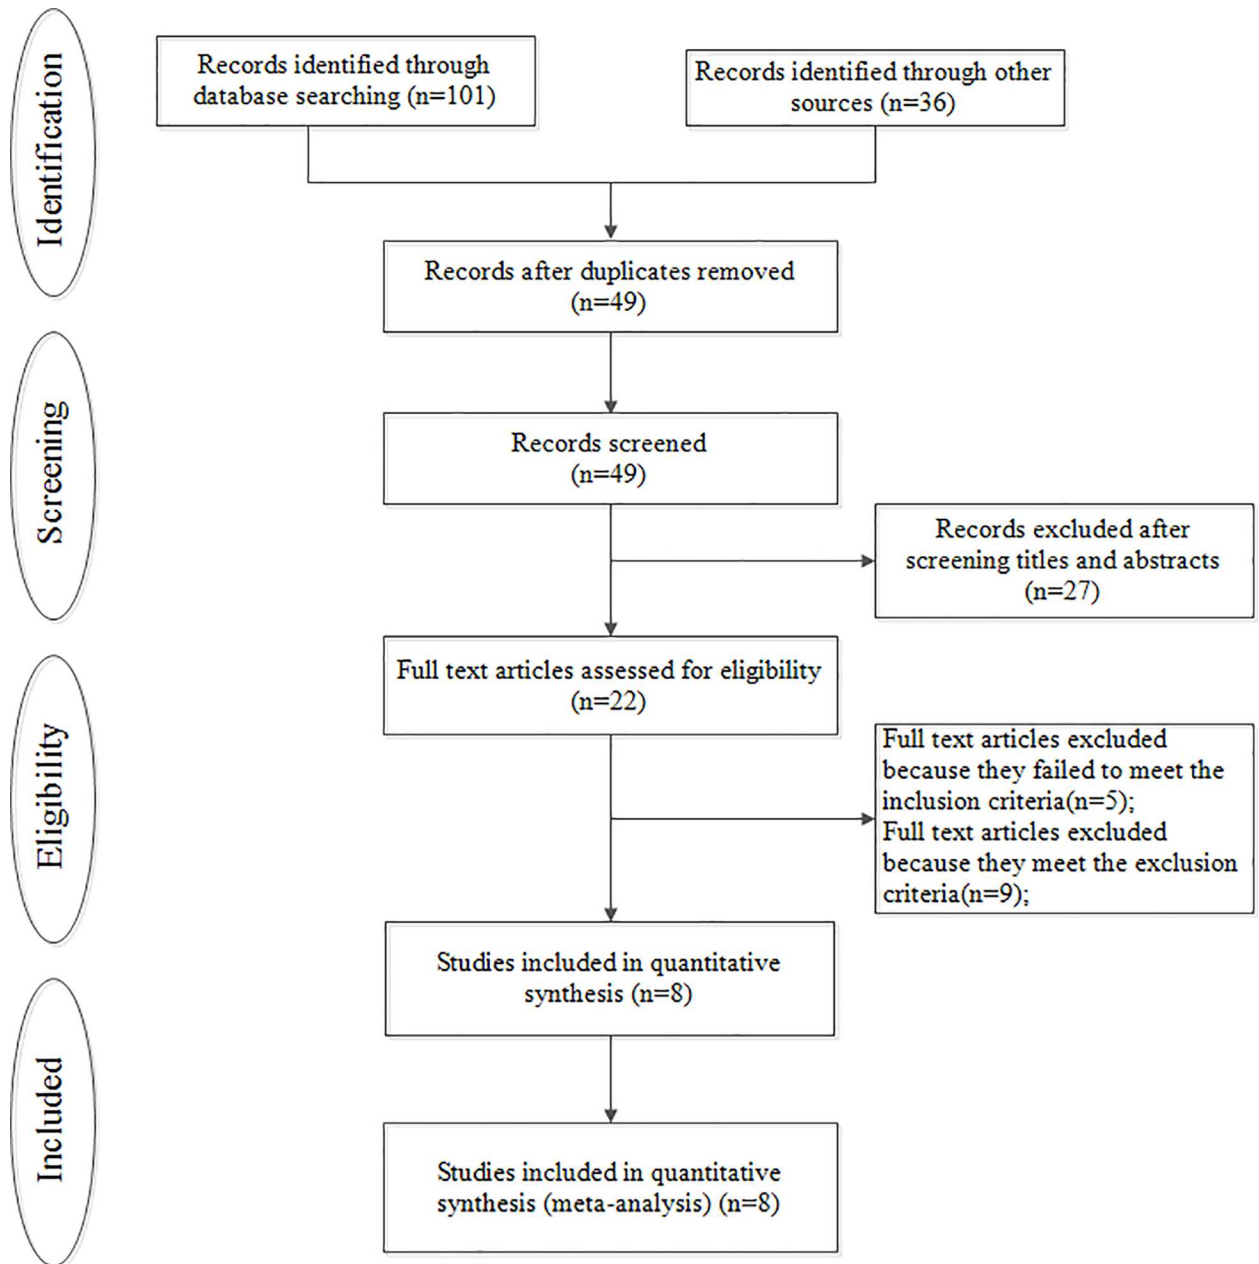 Identification
Records identified through
database searching (n=101)
Records identified through other
sources (n=36)
Records after duplicates removed
(n=49)
Screening
Records screened
(n=49)
Records excluded after
screening titles and abstracts
(n=27)
Eligibility
Full text articles assessed for eligibility
(n=22)
Full text articles excluded
because they failed to meet the
inclusion criteria(n=5);
Full text articles excluded
because they meet the exclusion
criteria(n=9);
Studies included in quantitative
synthesis (n=8)
Included
Studies included in quantitative
synthesis (meta-analysis) (n=8)